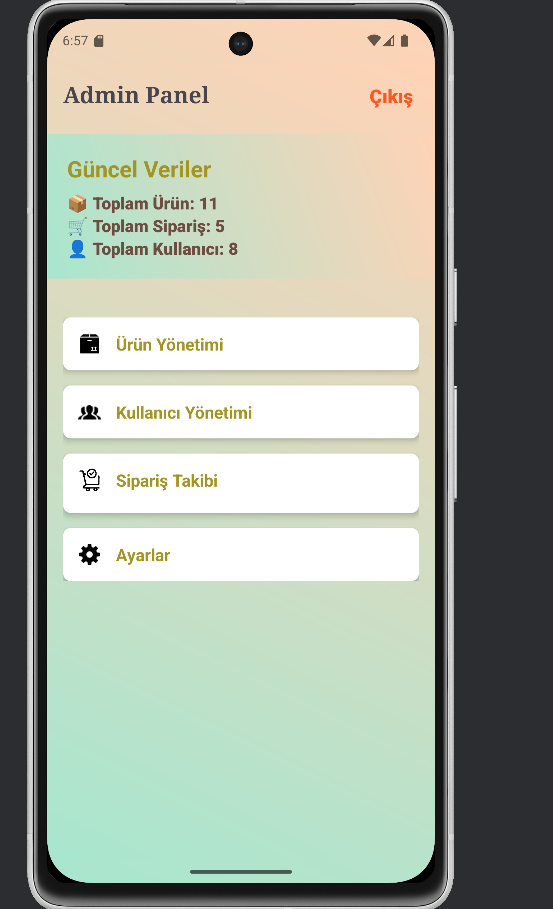 6:57
Admin Panel
Çıkış
Güncel Veriler
📦 Toplam Ürün: 11
🛒 Toplam Sipariş: 5
👤 Toplam Kullanıcı: 8
Ürün Yönetimi
Kullanıcı Yönetimi
Sipariş Takibi
Ayarlar